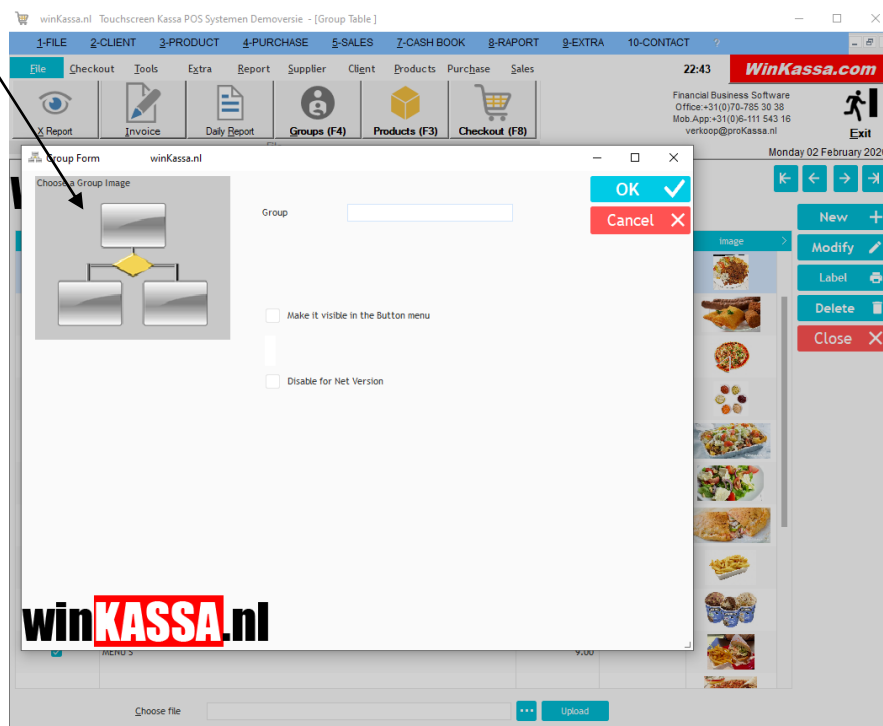 winKassa.nl Touchscreen Kassa POS Systemen Demoversie - [Group Table ]
1-FILE 2-CLIENT 3-PRODUCT 4-PURCHASE 5-SALES 7-CASH BOOK 8-RAPORT 9-EXTRA 10-CONTACT ?
File Checkout Tools Extra Report Supplier Client Products Purchase Sales 22:43 WinKassa.com
Financial Business Software
Office:+31(0)70-785 30 38
Mob.App:+31(0)6-111 543 16
verkoop@proKassa.nl
X Report Invoice Daily Report Groups (F4) Products (F3) Checkout (F8) Exit
Monday 02 February
Group Form winKassa.nl
Choose a Group Image
OK
Cancel
Group
Make it visible in the Button menu
Disable for Net Version
winKASSA.nl
Image
New
Modify
Label
Delete
Close
MENU'S 9.00
Choose file ... Upload